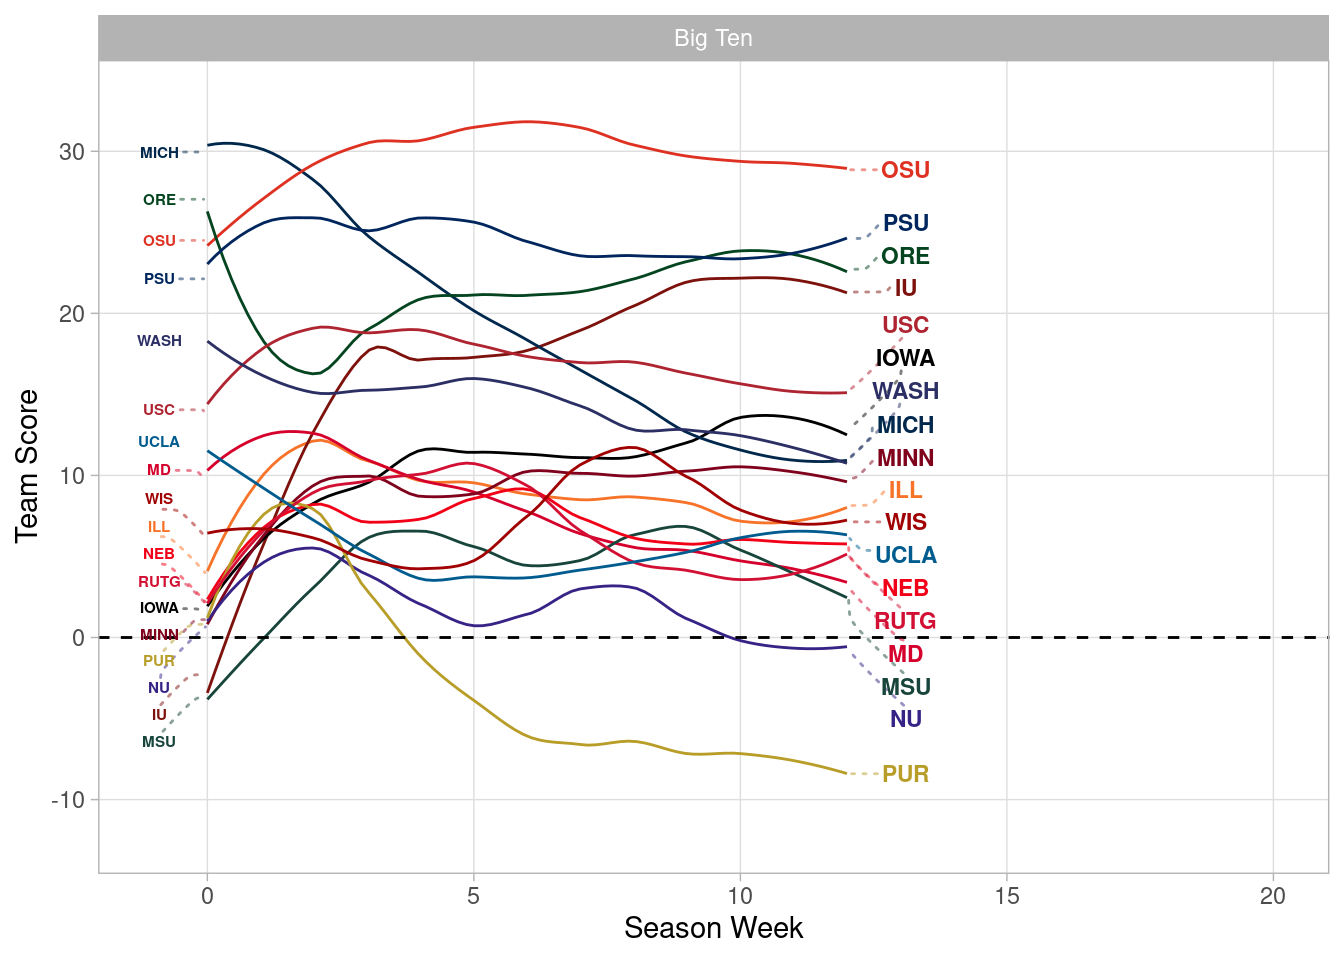 Big Ten
Team Score
30
20
10
0
-10
MICH
ORE
OSU
PSU
WASH
USC
UCLA
MD
WIS
ILL
NEB
RUTG
IOWA
MINN
PUR
NU
IU
MSU
OSU
PSU
ORE
IU
USC
IOWA
WASH
MICH
MINN
ILL
WIS
UCLA
NEB
RUTG
MD
MSU
NU
PUR
0
5
10
15
20
Season Week